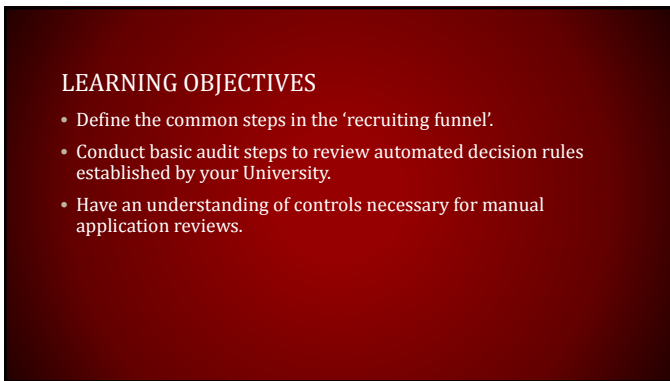 LEARNING OBJECTIVES
• Define the common steps in the ‘recruiting funnel’.
• Conduct basic audit steps to review automated decision rules
established by your University.
• Have an understanding of controls necessary for manual
application reviews.